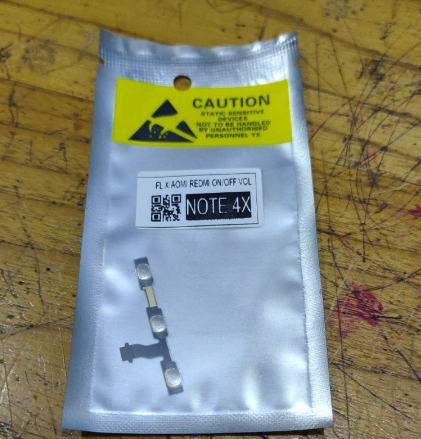 CAUTION
STATIC SENSITIVE
DEVICES
NOT TO BE HANDLED
BY UNAUTHORISED
PERSONNEL YX
FL XIAOMI REDMI ON/OFF VOL
NOTE 4X